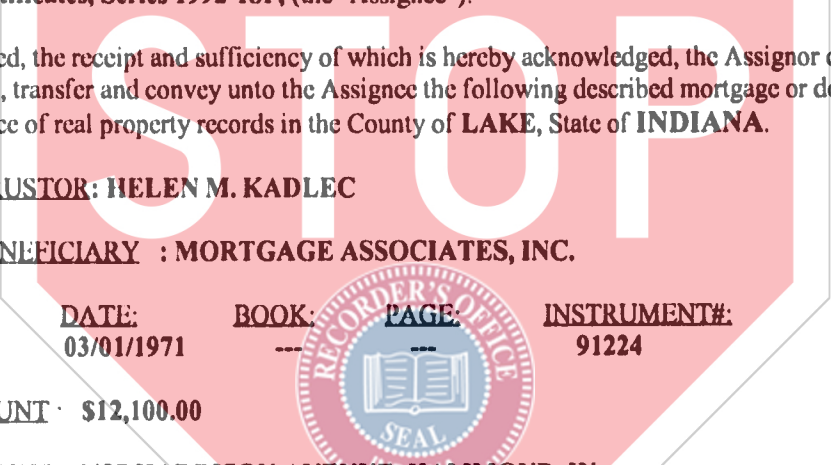 the receipt and sufficiency of which is hereby acknowledged, the Assignor
, transfer and convey unto the Assignee the following described mortgage or
of real property records in the County of LAKE, State of INDIANA.
USTOR: HELEN M. KADLEC
NEFICIARY : MORTGAGE ASSOCIATES, INC.
DATE: BOOK: PAGE: INSTRUMENT#:
03/01/1971 --- --- 91224
UNT $12,100.00
STOP
RECORDER'S OFFICE
SEAL